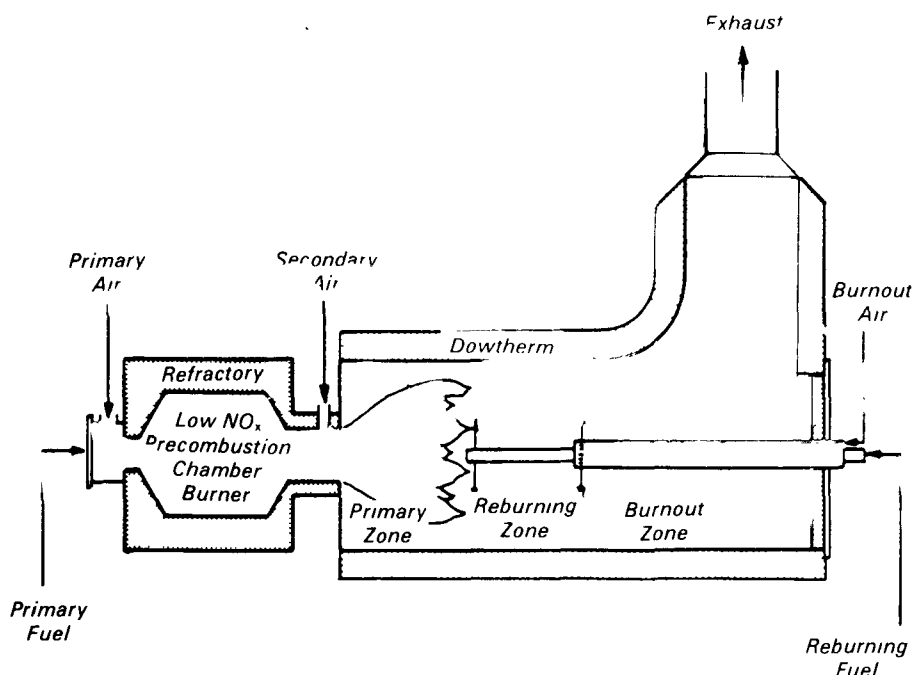 Exhaust
Primary
Air
Secondary
Air
Burnout
Air
Dowtherm
Refractory
Low NOx
Precombustion
Chamber
Burner
Primary
Zone
Reburning
Zone
Burnout
Zone
Primary
Fuel
Reburning
Fuel